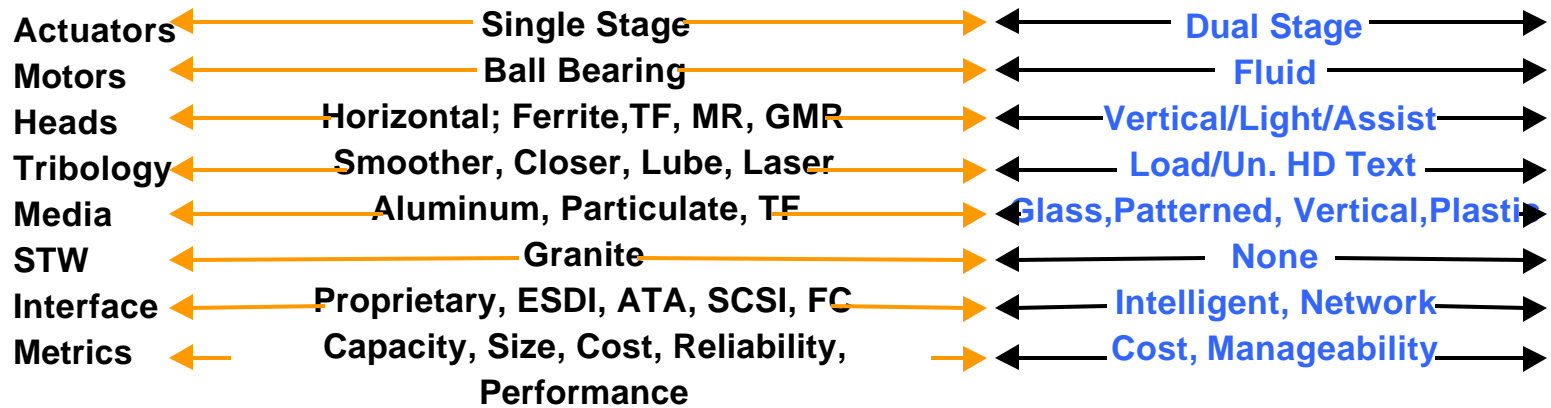 Actuators Single Stage Dual Stage
Motors Ball Bearing Fluid
Heads Horizontal; Ferrite,TF, MR, GMR Vertical/Light/Assist
Tribology Smoother, Closer, Lube, Laser Load/Un. HD Text
Media Aluminum, Particulate, TF Glass,Patterned, Vertical,Plastic
STW Granite None
Interface Proprietary, ESDI, ATA, SCSI, FC Intelligent, Network
Metrics Capacity, Size, Cost, Reliability, Cost, Manageability
Performance